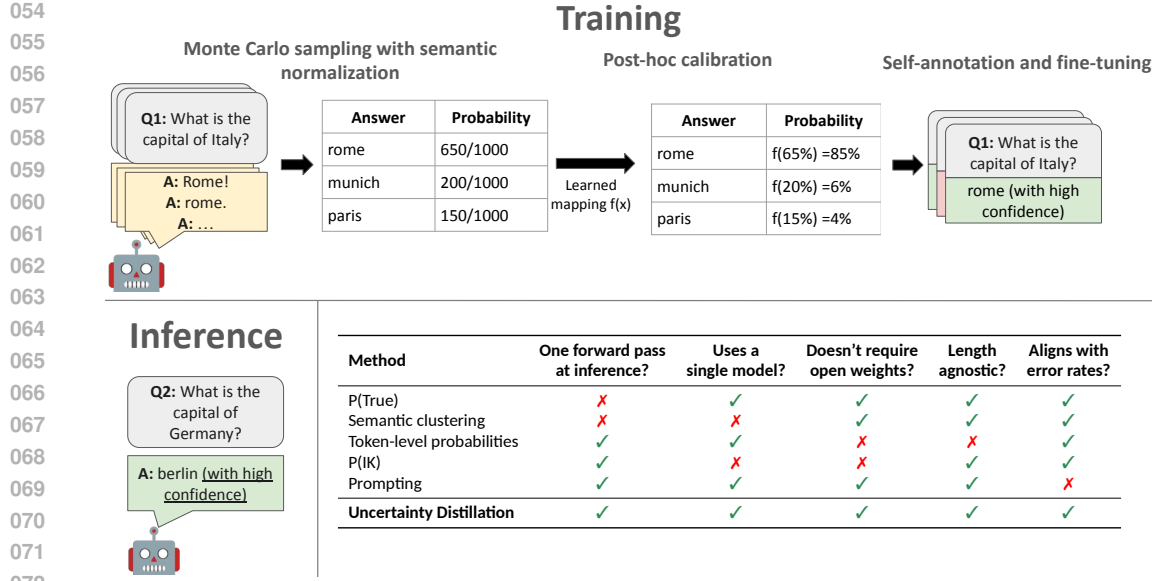 054
055
056
057
058
059
060
061
062
063
064
065
066
067
068
069
070
071
Training
Monte Carlo sampling with semantic
normalization
Post-hoc calibration
Self-annotation and fine-tuning
Q1: What is the
capital of Italy?
A: Rome!
A: rome.
A: ...
Answer Probability
rome 650/1000
munich 200/1000
paris 150/1000
Learned
mapping f(x)
Answer Probability
rome f(65%) =85%
munich f(20%) =6%
paris f(15%) =4%
Q1: What is the
capital of Italy?
rome (with high
confidence)
Inference
Q2: What is the
capital of
Germany?
A: berlin (with high
confidence)
Method One forward pass at inference? Uses a single model? Doesn't require open weights? Length agnostic? Aligns with error rates?
P(True) ✗ ✓ ✓ ✓ ✓
Semantic clustering ✗ ✗ ✓ ✓ ✓
Token-level probabilities ✓ ✓ ✗ ✗ ✓
P(IK) ✓ ✗ ✗ ✓ ✓
Prompting ✓ ✓ ✓ ✓ ✗
Uncertainty Distillation ✓ ✓ ✓ ✓ ✓